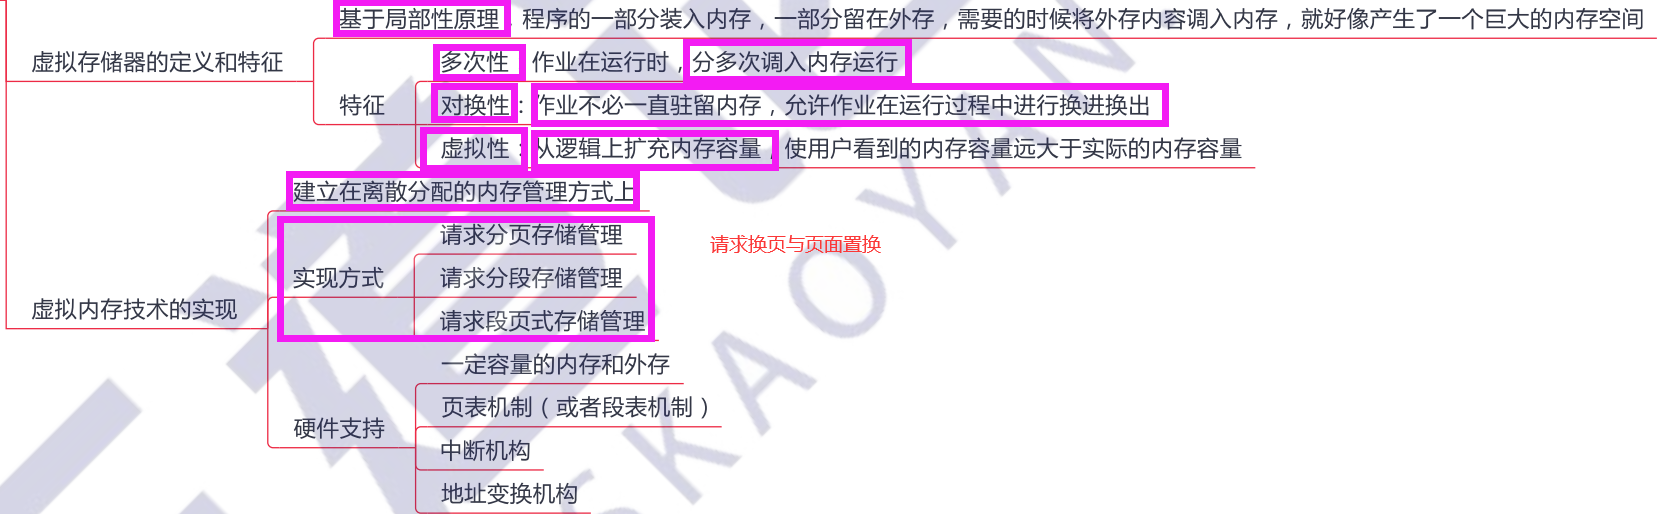 基于局部性原理，程序的一部分装入内存，一部分留在外存，需要的时候将外存内容调入内存，就好像产生了一个巨大的内存空间
虚拟存储器的定义和特征
多次性：作业在运行时，分多次调入内存运行
特征
对换性：作业不必一直驻留内存，允许作业在运行过程中进行换进换出
虚拟性：从逻辑上扩充内存容量，使用户看到的内存容量远大于实际的内存容量
建立在离散分配的内存管理方式上
请求分页存储管理
请求换页与页面置换
实现方式
请求分段存储管理
虚拟内存技术的实现
请求段页式存储管理
一定容量的内存和外存
页表机制（或者段表机制）
硬件支持
中断机构
地址变换机构
SKAOYAN